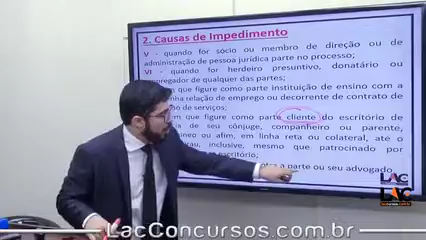 2. Causas de Impedimento
V - quando for sócio ou membro de direção ou de
administração de pessoa jurídica parte no processo;
VI - quando for herdeiro presuntivo, donatário ou
empregador de qualquer das partes;
em que figure como parte instituição de ensino com a
tenha relação de emprego ou decorrente de contrato de
de serviços;
em que figure como parte cliente do escritório de
de seu cônjuge, companheiro ou parente,
ou afim, em linha reta ou colateral, até o
inclusive, mesmo que patrocinado por
escritório;
a parte ou seu advogado.
LAC
LAC
LacConcursos.com.br